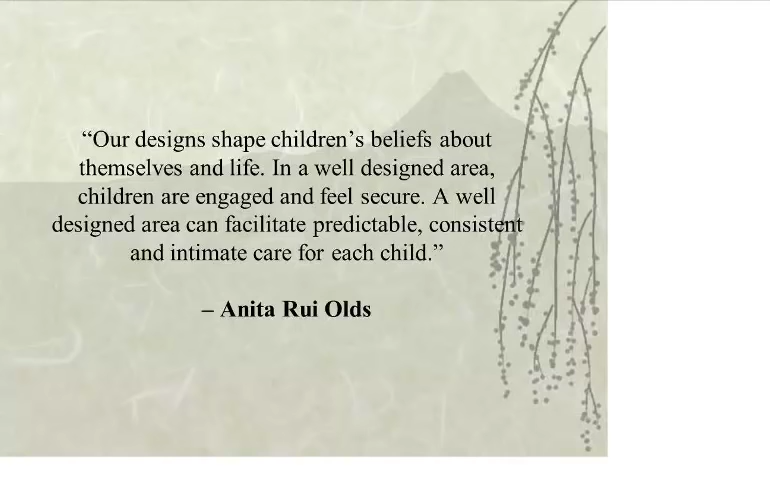 “Our designs shape children’s beliefs about
themselves and life. In a well designed area,
children are engaged and feel secure. A well
designed area can facilitate predictable, consistent
and intimate care for each child.”
– Anita Rui Olds